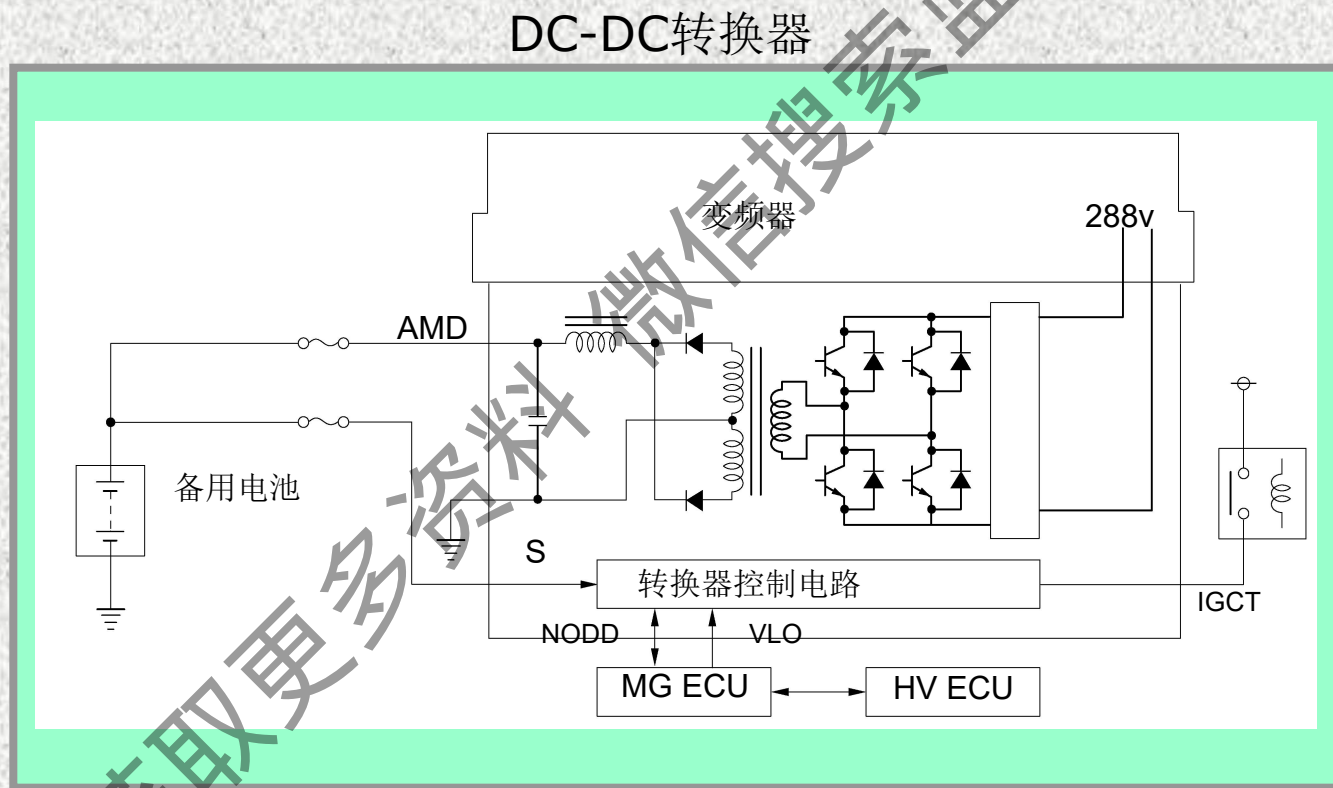 DC-DC转换器
变频器
288v
AMD
备用电池
S
转换器控制电路
IGCT
NODD
VLO
MG ECU
HV ECU
获取更多资料 微信搜索蓝